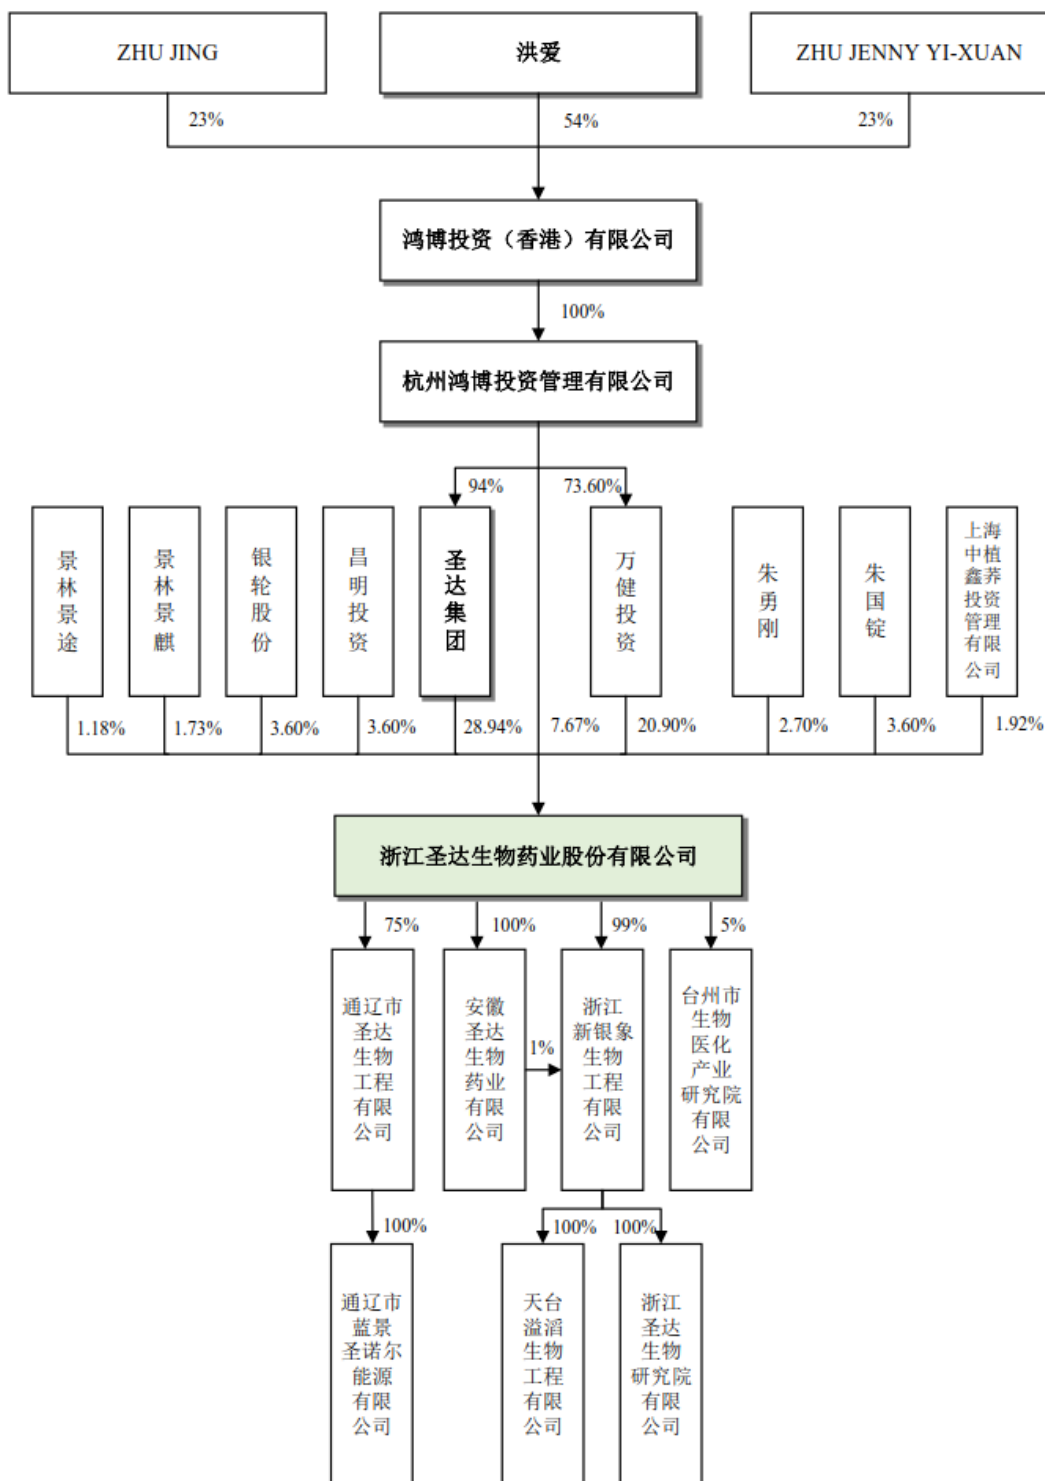 ZHU JING
洪爱
ZHU JENNY YI-XUAN
23%
54%
23%
鸿博投资（香港）有限公司
100%
杭州鸿博投资管理有限公司
94%
73.60%
景林景途
景林景麒
银轮股份
昌明投资
圣达集团
万健投资
朱勇刚
朱国锭
上海
中植
鑫荞
投资
管理
有限
公司
1.18%
1.73%
3.60%
3.60%
28.94%
7.67%
20.90%
2.70%
3.60%
1.92%
浙江圣达生物药业股份有限公司
75%
100%
99%
5%
通辽市
圣达
生物
工程
有限
公司
安徽
圣达
生物
药业
有限
公司
1%
浙江
新银象
生物
工程
有限
公司
台州市
生物
医化
产业
研究院
有限
公司
100%
100%
100%
通辽市
蓝景
圣诺尔
能源
有限
公司
天台
溢滔
生物
工程
有限
公司
浙江
圣达
生物
研究院
有限
公司